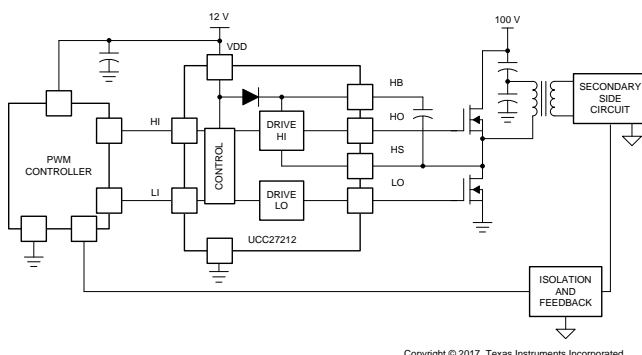 12 V
100 V
VDD
HB
SECONDARY
SIDE
CIRCUIT
HI
DRIVE
HI
HO
PWM
CONTROLLER
CONTROL
HS
LI
DRIVE
LO
LO
UCC27212
ISOLATION
AND
FEEDBACK
Copyright © 2017, Texas Instruments Incorporated